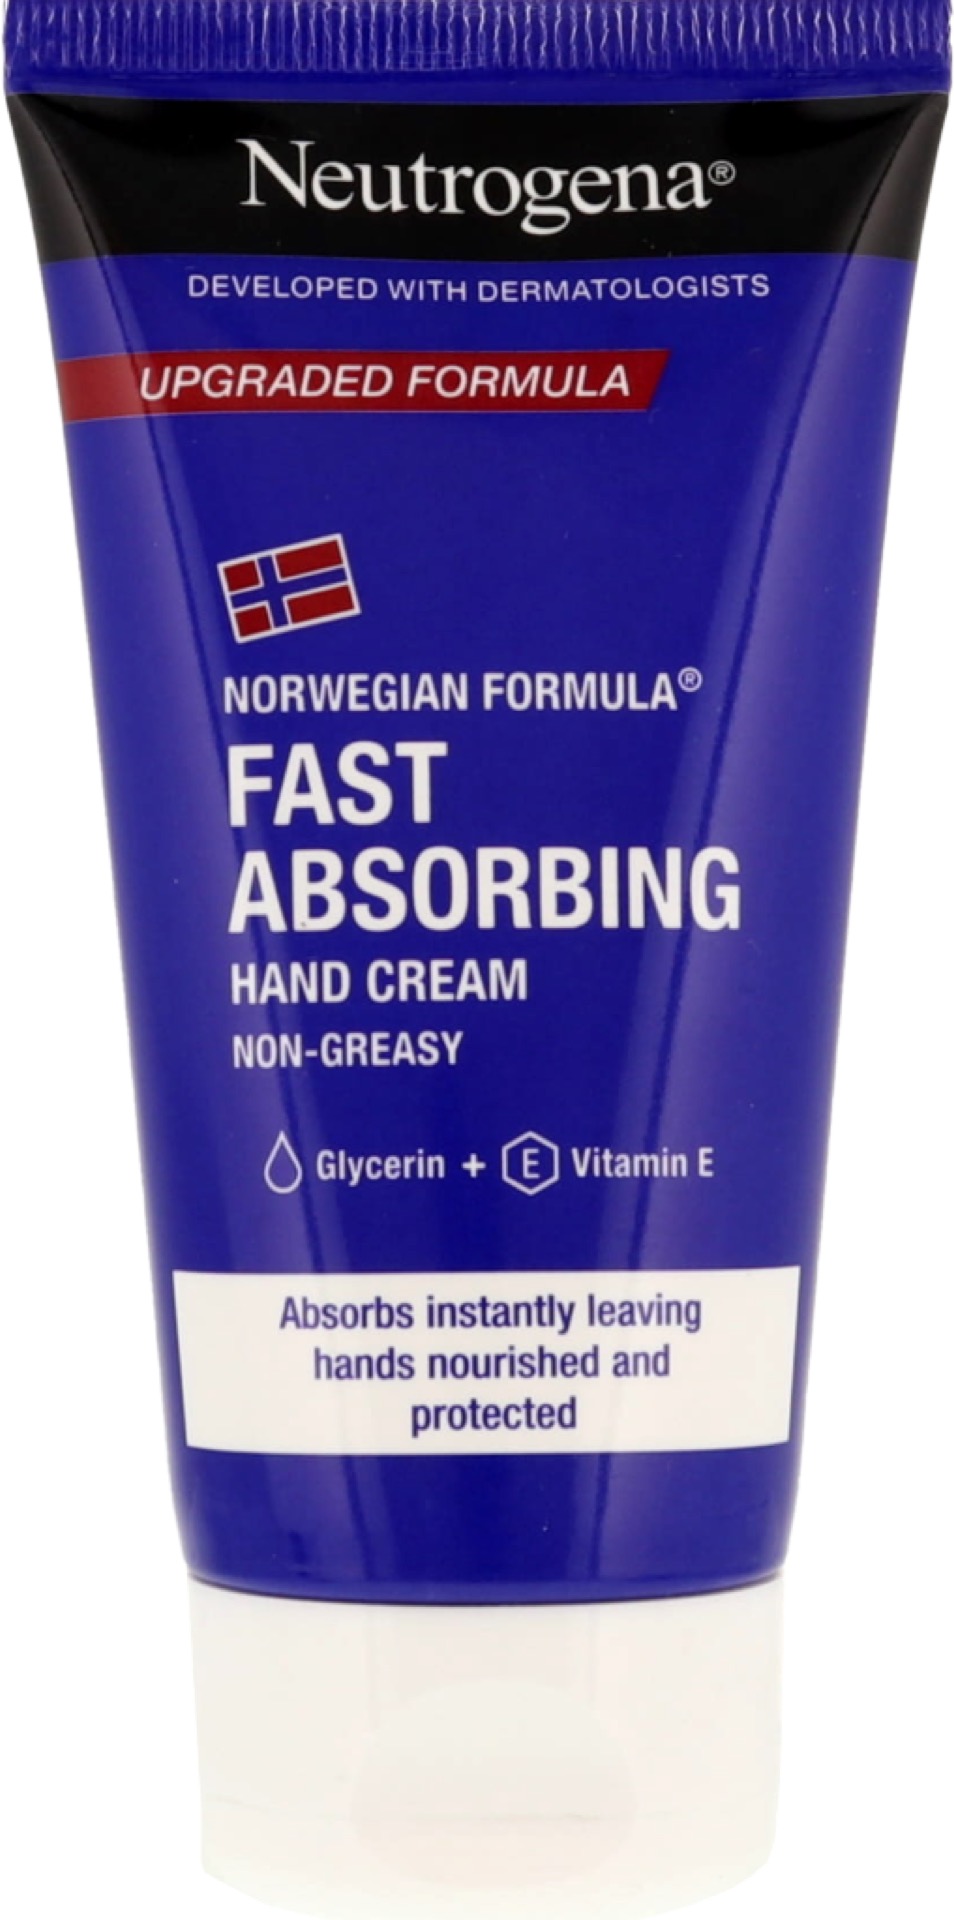 Neutrogena®
DEVELOPED WITH DERMATOLOGISTS
UPGRADED FORMULA
NORWEGIAN FORMULA®
FAST
ABSORBING
HAND CREAM
NON-GREASY
Glycerin + E Vitamin E
Absorbs instantly leaving
hands nourished and
protected